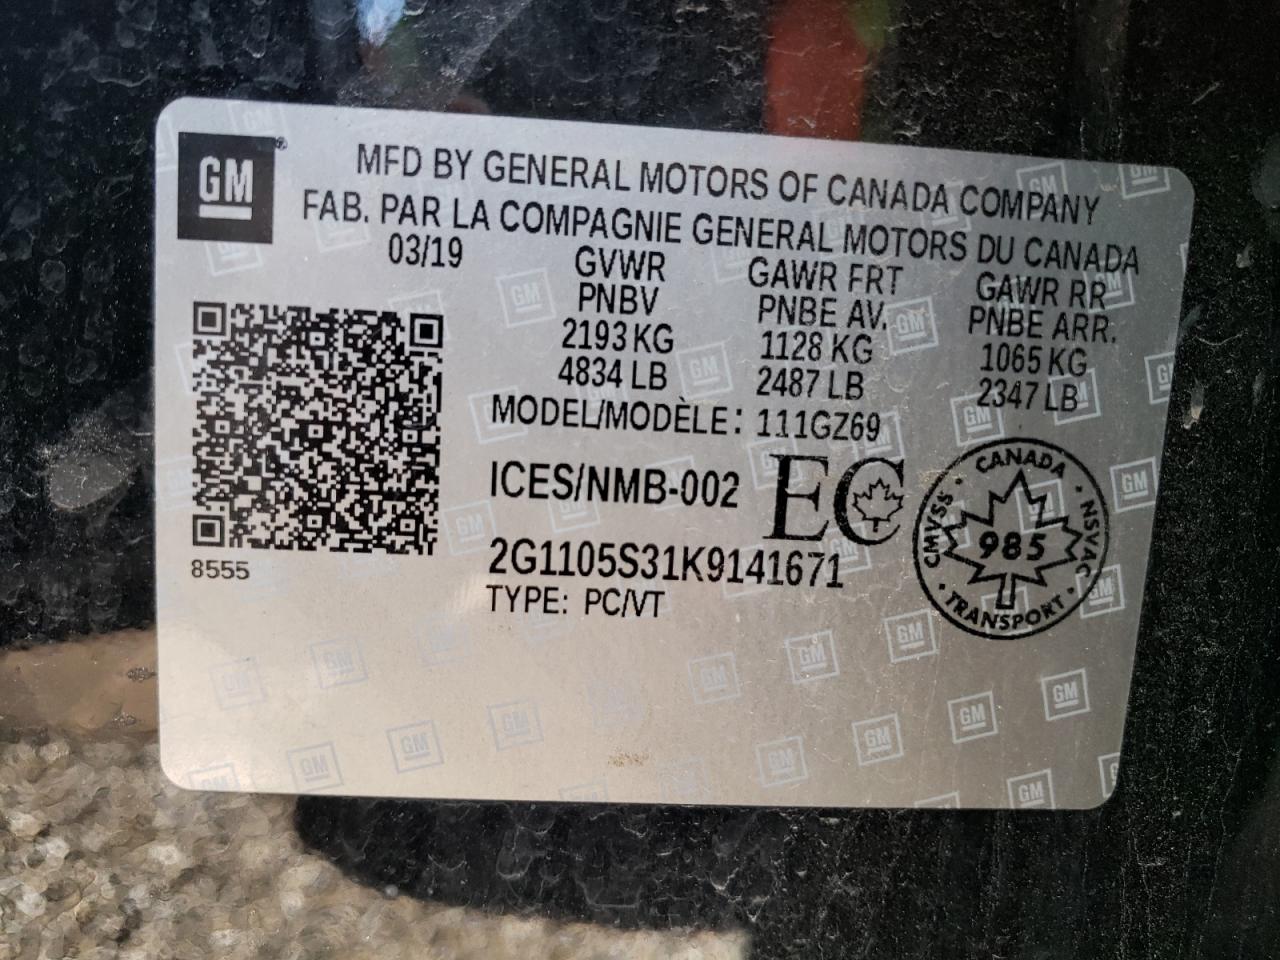 GM
MFD BY GENERAL MOTORS OF CANADA COMPANY
FAB. PAR LA COMPAGNIE GENERAL MOTORS DU CANADA
03/19 GVWR GAWR FRT GAWR RR
PNBV PNBE AV. PNBE ARR.
2193 KG 1128 KG 1065 KG
4834 LB 2487 LB 2347 LB
MODEL/MODÈLE: 111GZ69
ICES/NMB-002 EC
CANADA
CMVSS NSVAC
985
TRANSPORT
2G1105S31K9141671
8555
TYPE: PC/VT